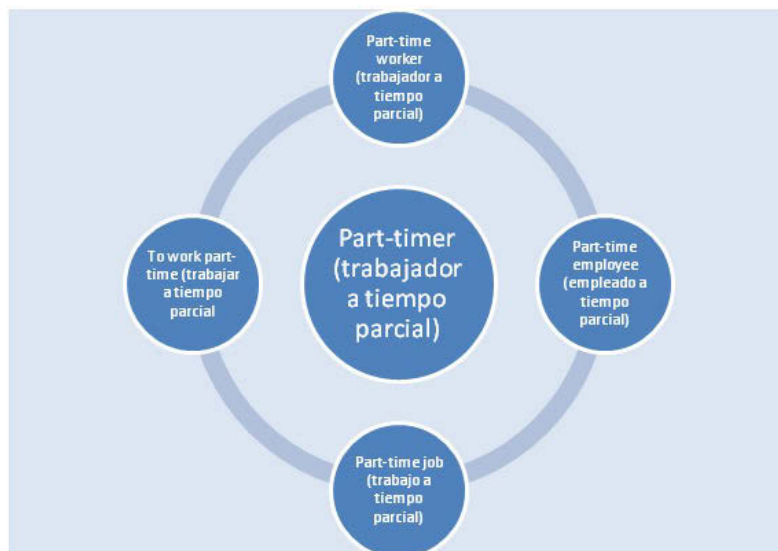 Part-time
worker
(trabajador a
tiempo
parcial)
To work part-
time (trabajar
a tiempo
parcial
Part-timer
(trabajador
a tiempo
parcial)
Part-time
employee
(empleado a
tiempo
parcial)
Part-time job
(trabajo a
tiempo
parcial)